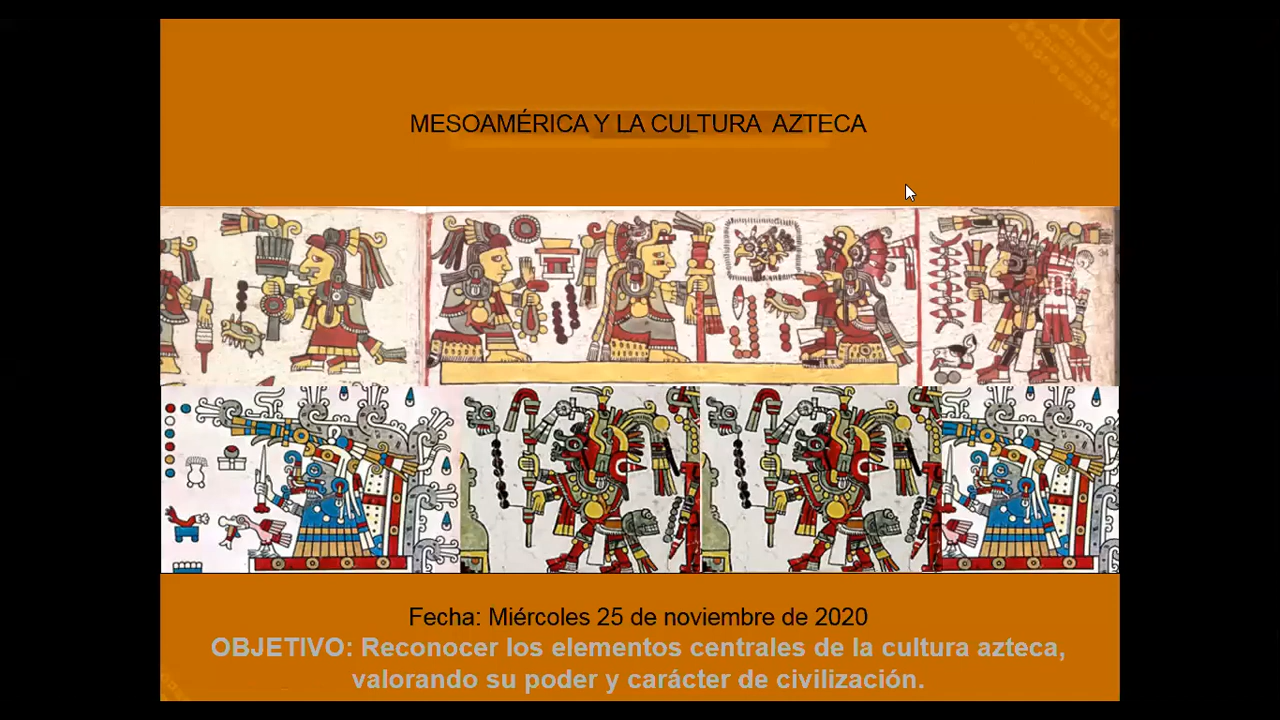 MESOAMÉRICA Y LA CULTURA AZTECA
Fecha: Miércoles 25 de noviembre de 2020
OBJETIVO: Reconocer los elementos centrales de la cultura azteca,
valorando su poder y carácter de civilización.